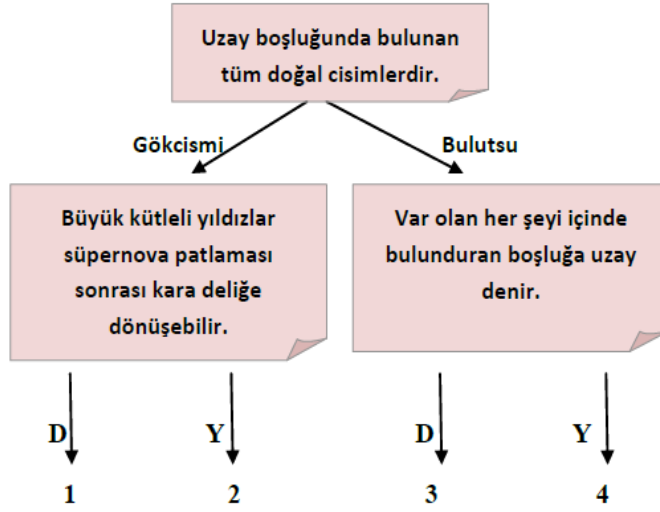 Uzay boşluğunda bulunan
tüm doğal cisimlerdir.
Gökcismi
Bulutsu
Büyük kütleli yıldızlar
süpernova patlaması
sonrası kara deliğe
dönüşebilir.
Var olan her şeyi içinde
bulunduran boşluğa uzay
denir.
D
Y
D
Y
1
2
3
4